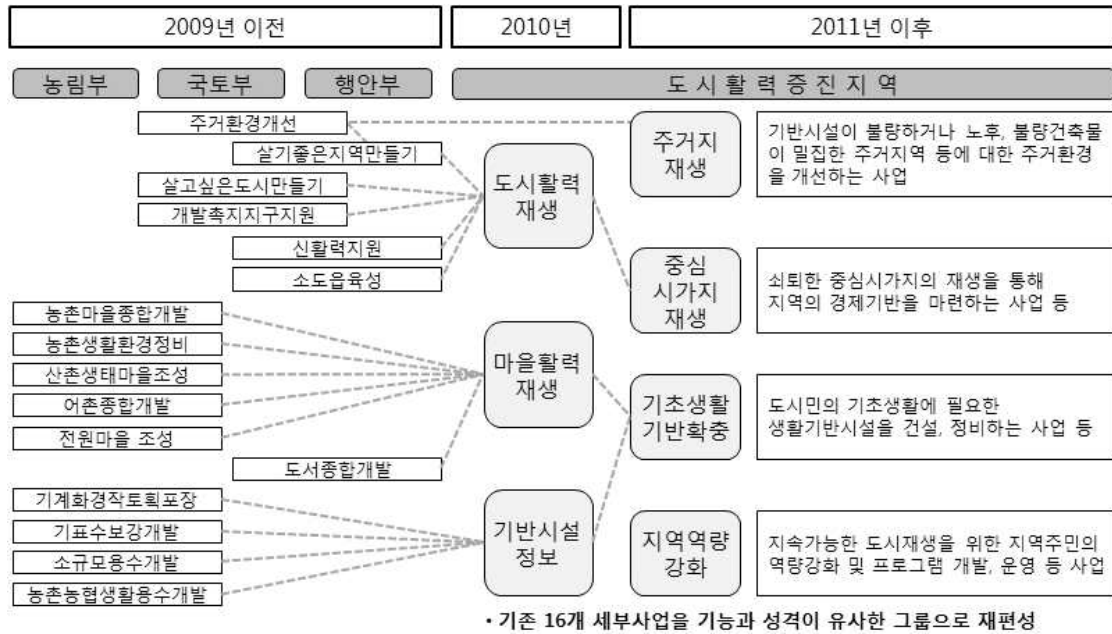 2009년 이전
2010년
2011년 이후
농림부
국토부
행안부
도시활력증진지역
주거환경개선
살기좋은지역만들기
살고싶은도시만들기
개발촉지지구지원
신활력지원
소도읍육성
농촌마을종합개발
농촌생활환경정비
산촌생태마을조성
어촌종합개발
전원마을 조성
도서종합개발
기계화경작토획포장
기표수보강개발
소규모용수개발
농촌농협생활용수개발
도시활력
재생
마을활력
재생
기반시설
정보
주거지
재생
기반시설이 불량하거나 노후, 불량건축물
이 밀집한 주거지역 등에 대한 주거환경
을 개선하는 사업
중심
시가지
재생
쇠퇴한 중심시가지의 재생을 통해
지역의 경제기반을 마련하는 사업 등
기초생활
기반확충
도시민의 기초생활에 필요한
생활기반시설을 건설, 정비하는 사업 등
지역역량
강화
지속가능한 도시재생을 위한 지역주민의
역량강화 및 프로그램 개발, 운영 등 사업
• 기존 16개 세부사업을 기능과 성격이 유사한 그룹으로 재편성